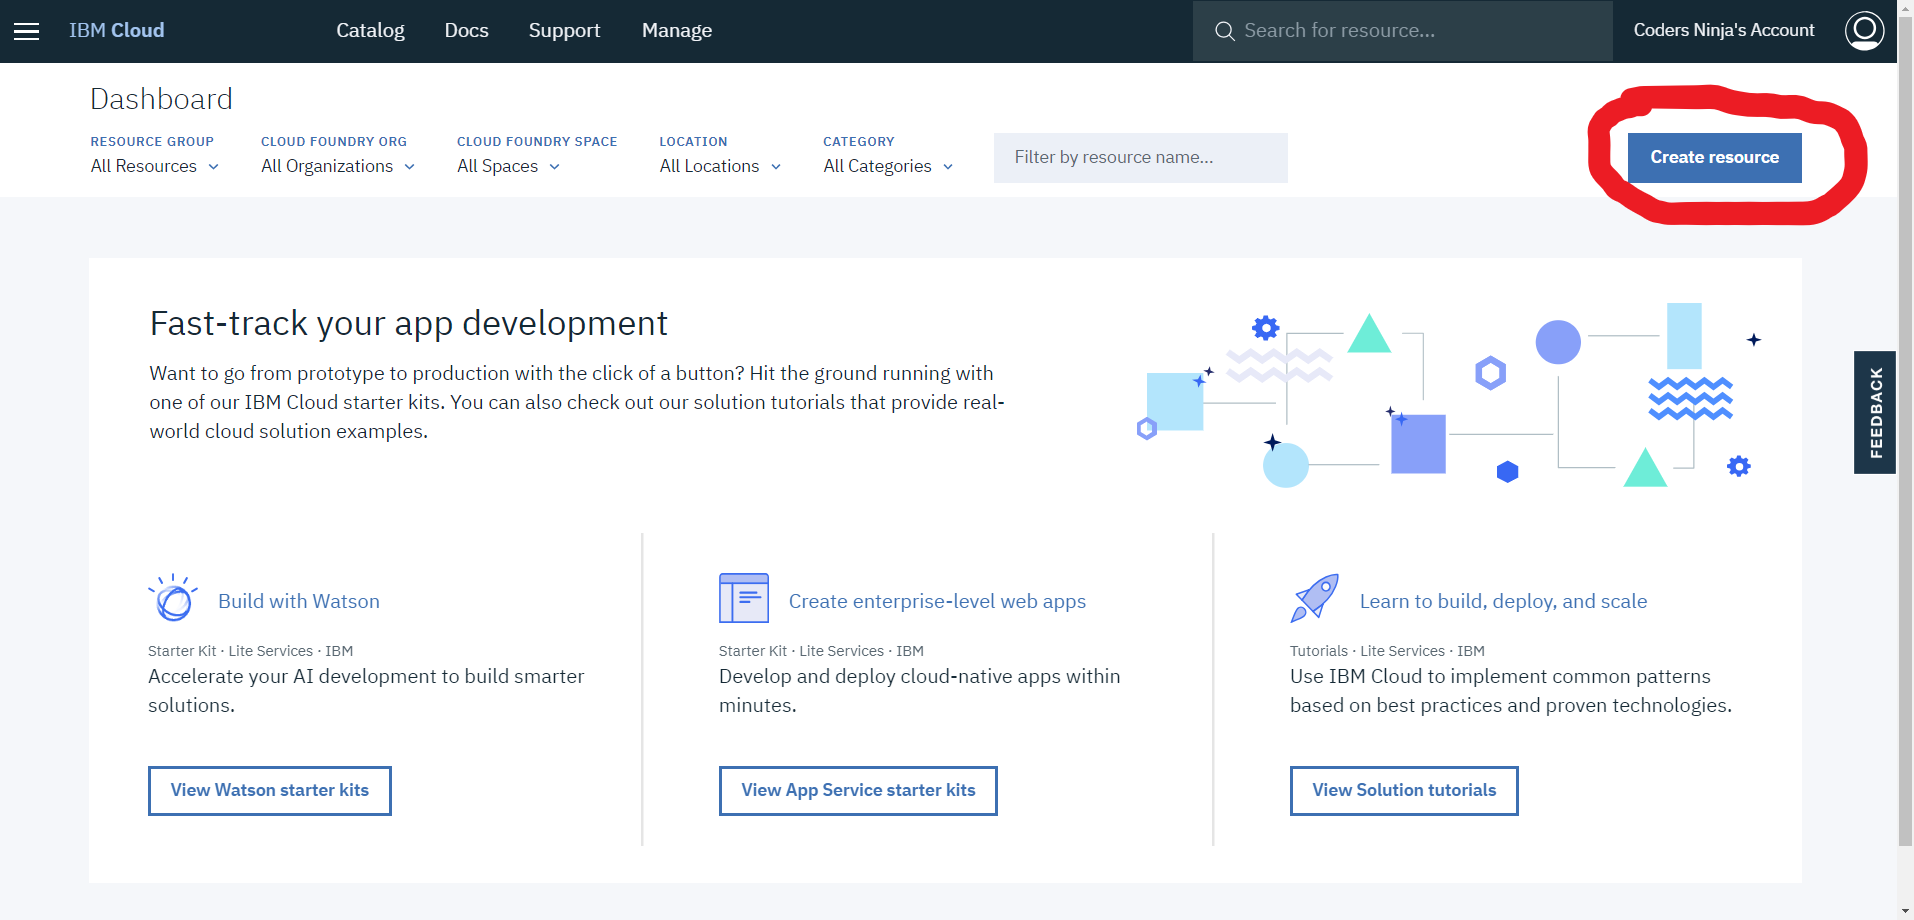 IBM Cloud Catalog Docs Support Manage Search for resource... Coders Ninja's Account
Dashboard
RESOURCE GROUP CLOUD FOUNDRY ORG CLOUD FOUNDRY SPACE LOCATION CATEGORY
All Resources All Organizations All Spaces All Locations All Categories Filter by resource name... Create resource
Fast-track your app development
Want to go from prototype to production with the click of a button? Hit the ground running with
one of our IBM Cloud starter kits. You can also check out our solution tutorials that provide real-
world cloud solution examples.
FEEDBACK
Build with Watson
Starter Kit · Lite Services · IBM
Accelerate your AI development to build smarter
solutions.
View Watson starter kits
Create enterprise-level web apps
Starter Kit · Lite Services · IBM
Develop and deploy cloud-native apps within
minutes.
View App Service starter kits
Learn to build, deploy, and scale
Tutorials · Lite Services · IBM
Use IBM Cloud to implement common patterns
based on best practices and proven technologies.
View Solution tutorials